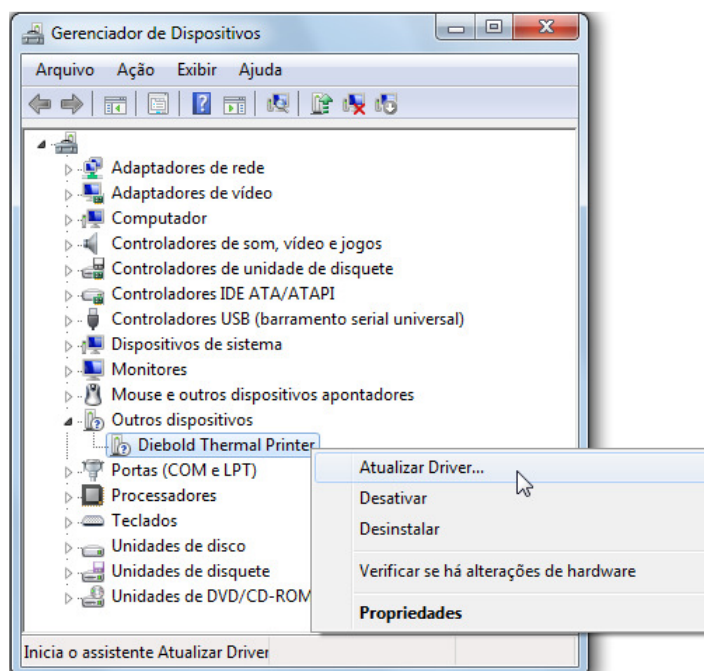 Gerenciador de Dispositivos
Arquivo Ação Exibir Ajuda
Adaptadores de rede
Adaptadores de vídeo
Computador
Controladores de som, vídeo e jogos
Controladores de unidade de disquete
Controladores IDE ATA/ATAPI
Controladores USB (barramento serial universal)
Dispositivos de sistema
Monitores
Mouse e outros dispositivos apontadores
Outros dispositivos
Diebold Thermal Printer
Portas (COM e LPT)
Processadores
Teclados
Unidades de disco
Unidades de disquete
Unidades de DVD/CD-ROM
Atualizar Driver...
Desativar
Desinstalar
Verificar se há alterações de hardware
Propriedades
Inicia o assistente Atualizar Driver